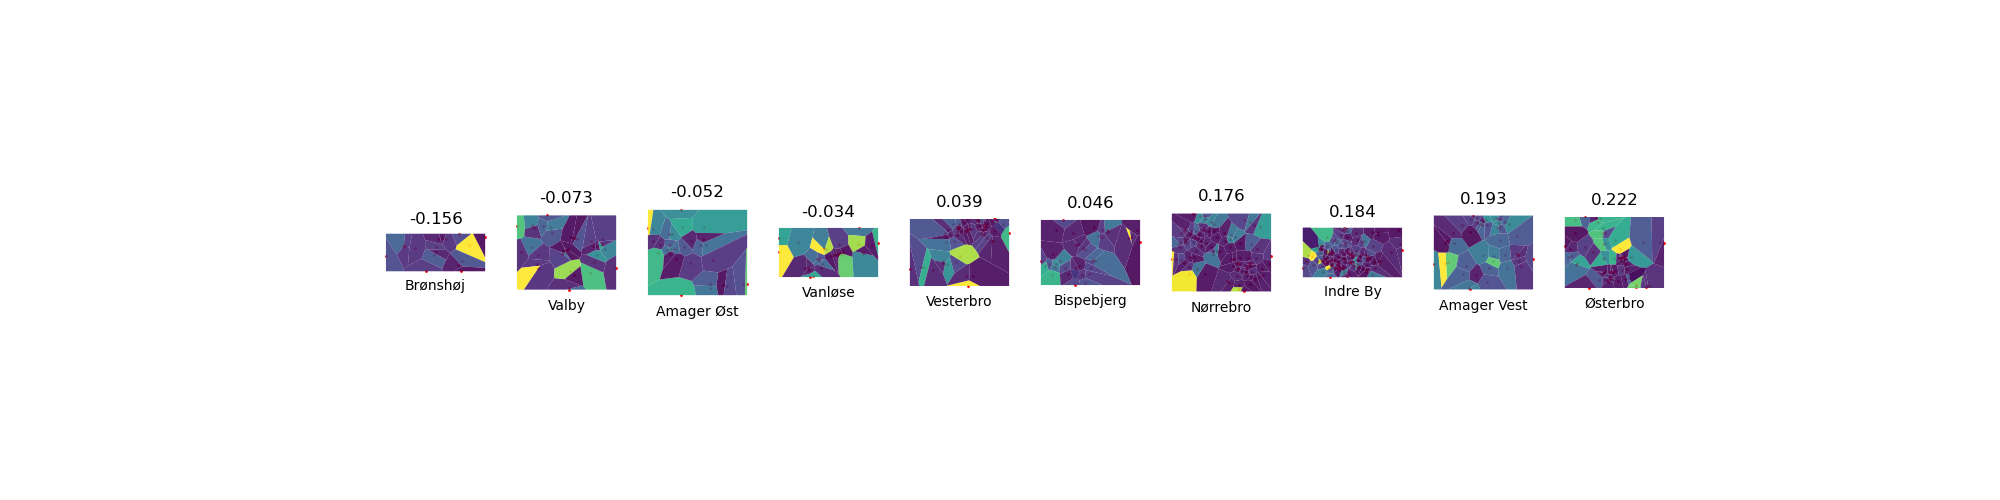 -0.156
Brønshøj
-0.073
Valby
-0.052
Amager Øst
-0.034
Vanløse
0.039
Vesterbro
0.046
Bispebjerg
0.176
Nørrebro
0.184
Indre By
0.193
Amager Vest
0.222
Østerbro